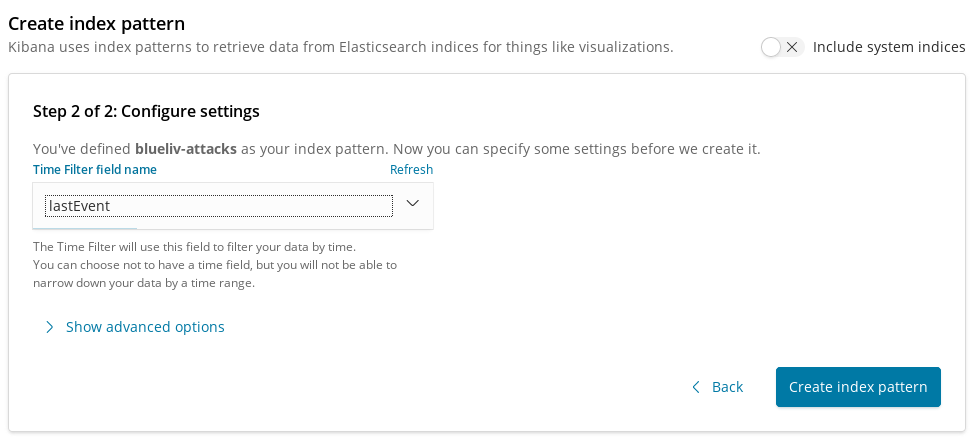 Create index pattern
Kibana uses index patterns to retrieve data from Elasticsearch indices for things like visualizations.
Include system indices
Step 2 of 2: Configure settings
You've defined blueliv-attacks as your index pattern. Now you can specify some settings before we create it.
Time Filter field name
Refresh
lastEvent
The Time Filter will use this field to filter your data by time.
You can choose not to have a time field, but you will not be able to
narrow down your data by a time range.
Show advanced options
Back
Create index pattern